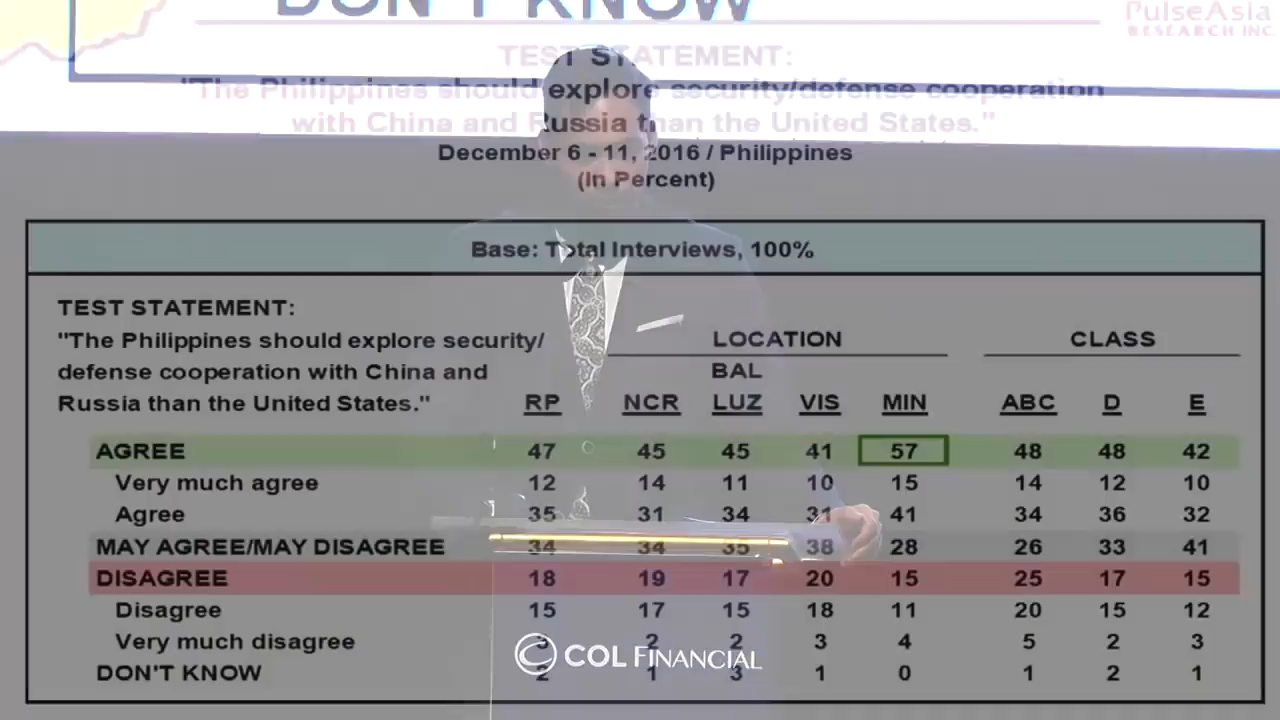 DON'T KNOW
PulseAsia
RESEARCH INC.
TEST STATEMENT:
"The Philippines should explore security/defense cooperation
with China and Russia than the United States."
December 6 - 11, 2016 / Philippines
(In Percent)
Base: Total Interviews, 100%
TEST STATEMENT:
"The Philippines should explore security/
defense cooperation with China and
Russia than the United States."
LOCATION CLASS
BAL
RP NCR LUZ VIS MIN ABC D E
AGREE 47 45 45 41 57 48 48 42
Very much agree 12 14 11 10 15 14 12 10
Agree 35 31 34 31 41 34 36 32
MAY AGREE/MAY DISAGREE 34 34 35 38 28 26 33 41
DISAGREE 18 19 17 20 15 25 17 15
Disagree 15 17 15 18 11 20 15 12
Very much disagree 3 2 2 3 4 5 2 3
DON'T KNOW 2 1 3 1 0 1 2 1
COL FINANCIAL